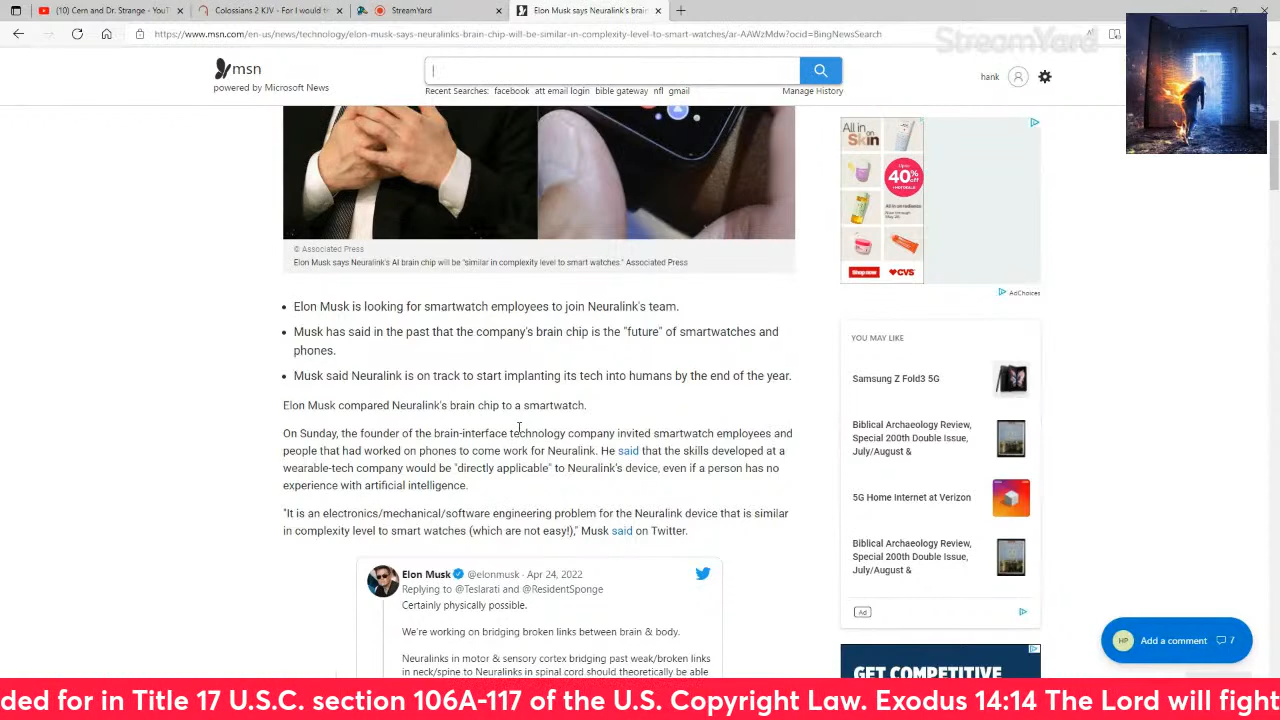 (10) Cern and Dr. Strange - YouT
Colossians 2 KJV - For I would t
StreamYard
Elon Musk says Neuralink's brain
https://www.msn.com/en-us/news/technology/elon-musk-says-neuralinks-brain-chip-will-be-similar-in-complexity-level-to-smart-watches/ar-AAWzMdw?ocid=BingNewsSearch
StreamYard
msn
powered by Microsoft News
hank
Recent Searches: facebook att email login bible gateway nfl gmail
Manage History
© Associated Press
Elon Musk says Neuralink's AI brain chip will be "similar in complexity level to smart watches." Associated Press
• Elon Musk is looking for smartwatch employees to join Neuralink's team.
• Musk has said in the past that the company's brain chip is the "future" of smartwatches and
phones.
• Musk said Neuralink is on track to start implanting its tech into humans by the end of the year.
Elon Musk compared Neuralink's brain chip to a smartwatch.
On Sunday, the founder of the brain-interface technology company invited smartwatch employees and
people that had worked on phones to come work for Neuralink. He said that the skills developed at a
wearable-tech company would be "directly applicable" to Neuralink's device, even if a person has no
experience with artificial intelligence.
"It is an electronics/mechanical/software engineering problem for the Neuralink device that is similar
in complexity level to smart watches (which are not easy!)," Musk said on Twitter.
Elon Musk @elonmusk · Apr 24, 2022
Replying to @Teslarati and @ResidentSponge
Certainly physically possible.
We're working on bridging broken links between brain & body.
Neuralinks in motor & sensory cortex bridging past weak/broken links
in neck/spine to Neuralinks in spinal cord should theoretically be able
All in
Skin
40% off
Shop now
CVS
AdChoices
YOU MAY LIKE
Samsung Z Fold3 5G
Biblical Archaeology Review,
Special 200th Double Issue,
July/August &
5G Home Internet at Verizon
Biblical Archaeology Review,
Special 200th Double Issue,
July/August &
Ad
GET COMPETITIVE
HP Add a comment 7
ded for in Title 17 U.S.C. section 106A-117 of the U.S. Copyright Law. Exodus 14:14 The Lord will fight